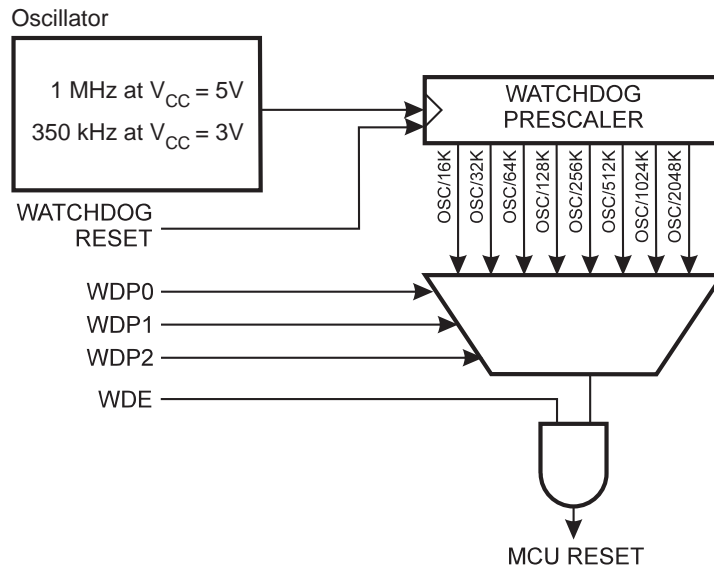 Oscillator
1 MHz at VCC = 5V
350 kHz at VCC = 3V
WATCHDOG
PRESCALER
OSC/16K
OSC/32K
OSC/64K
OSC/128K
OSC/256K
OSC/512K
OSC/1024K
OSC/2048K
WATCHDOG
RESET
WDP0
WDP1
WDP2
WDE
MCU RESET